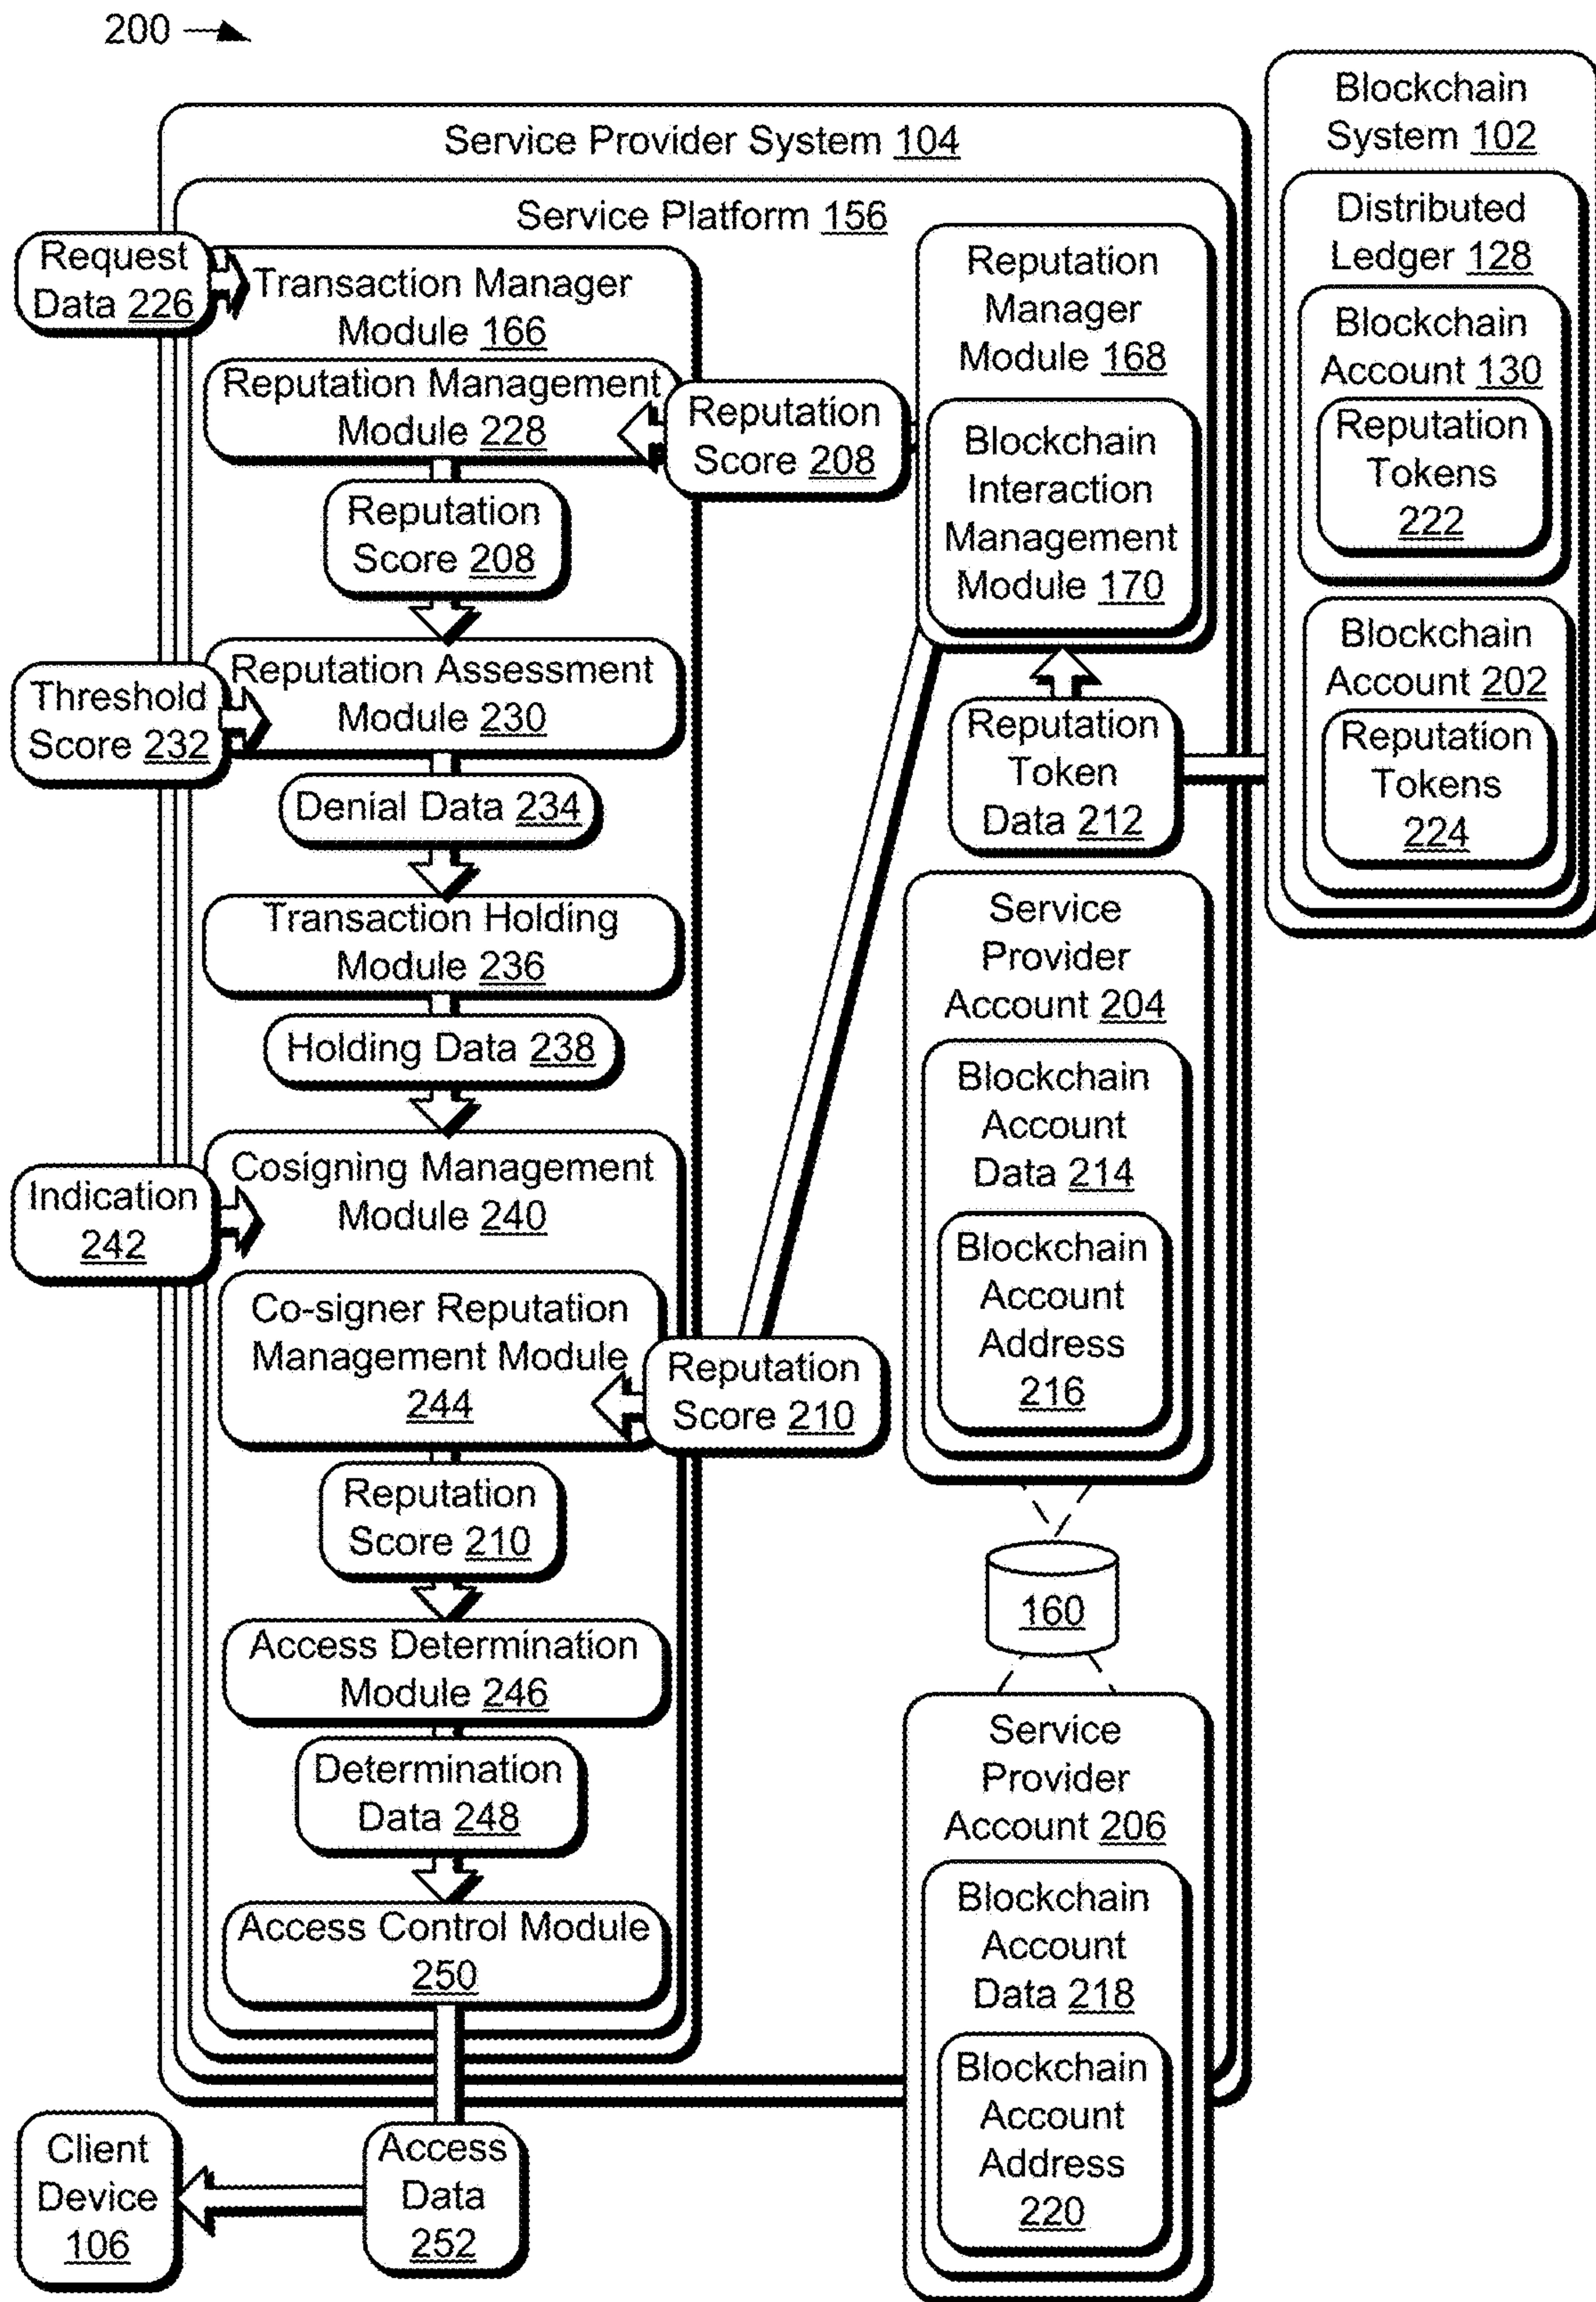 200
Service Provider System 104
Service Platform 156
Request
Data 226
Transaction Manager
Module 166
Reputation Management
Module 228
Reputation
Score 208
Reputation
Score 208
Threshold
Score 232
Reputation Assessment
Module 230
Denial Data 234
Transaction Holding
Module 236
Holding Data 238
Indication
242
Cosigning Management
Module 240
Co-signer Reputation
Management Module
244
Reputation
Score 210
Reputation
Score 210
Access Determination
Module 246
Determination
Data 248
Access Control Module
250
Access
Data
252
Client
Device
106
Reputation
Manager
Module 168
Blockchain
Interaction
Management
Module 170
Reputation
Token
Data 212
Service
Provider
Account 204
Blockchain
Account
Data 214
Blockchain
Account
Address
216
160
Service
Provider
Account 206
Blockchain
Account
Data 218
Blockchain
Account
Address
220
Blockchain
System 102
Distributed
Ledger 128
Blockchain
Account 130
Reputation
Tokens
222
Blockchain
Account 202
Reputation
Tokens
224